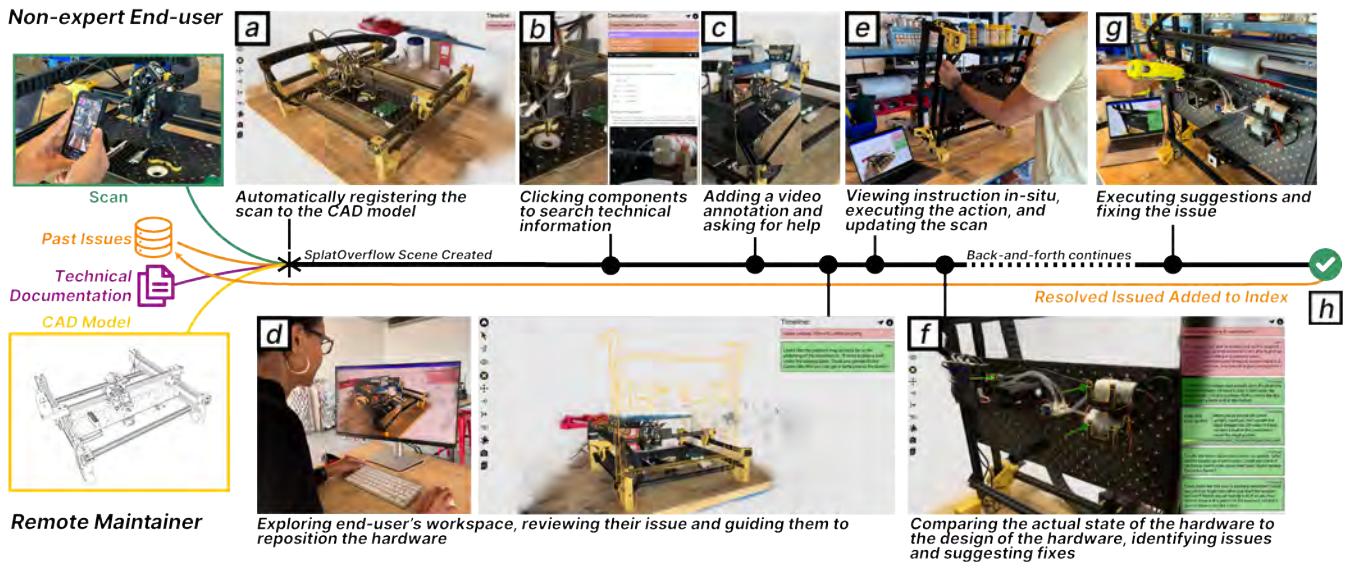 Non-expert End-user
a
Timeline:
b
Documentation:
c
e
g
Scan
Automatically registering the
scan to the CAD model
Clicking components
to search technical
information
Adding a video
annotation and
asking for help
Viewing instruction in-situ,
executing the action, and
updating the scan
Executing suggestions and
fixing the issue
Past Issues
SplatOverflow Scene Created
Back-and-forth continues
Technical
Documentation
Resolved Issued Added to Index
h
CAD Model
d
Timeline:
f
Remote Maintainer
Exploring end-user's workspace, reviewing their issue and guiding them to
reposition the hardware
Comparing the actual state of the hardware to
the design of the hardware, identifying issues
and suggesting fixes